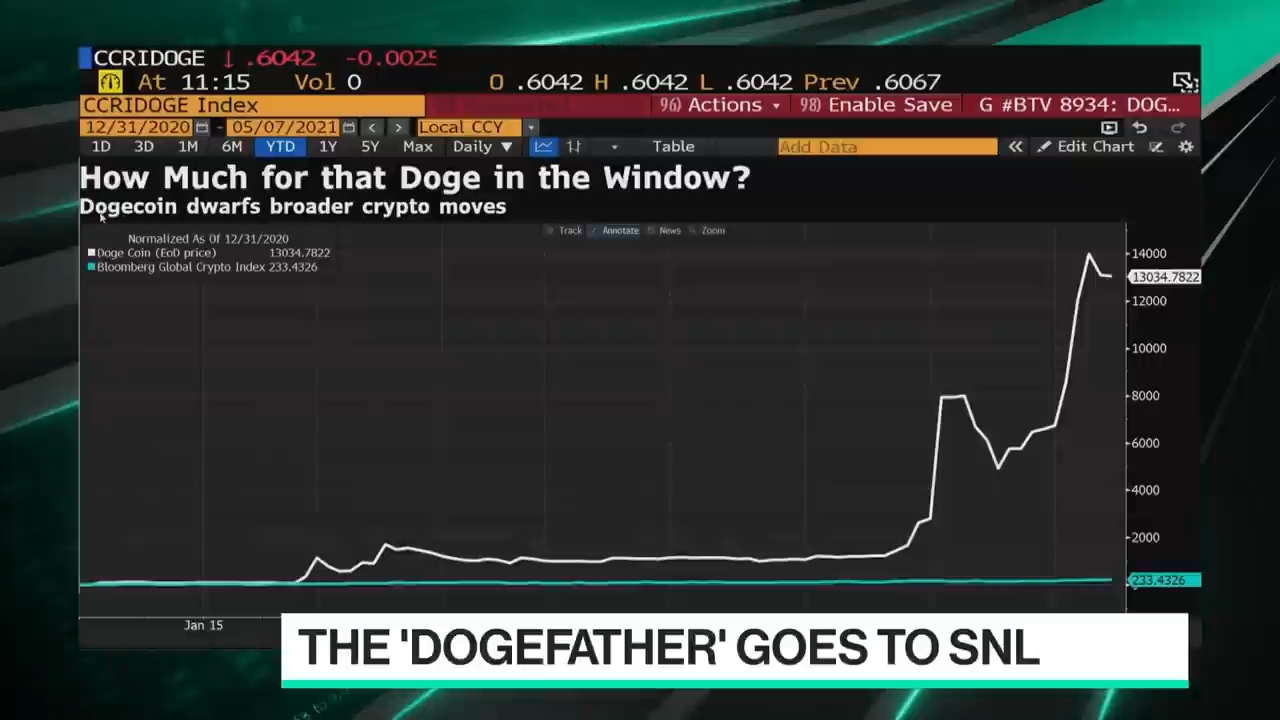 CCRIDOGE ↓ .6042 -0.0025
At 11:15 Vol 0 O .6042 H .6042 L .6042 Prev .6067
CCRIDOGE Index 96) Actions 98) Enable Save G #BTV 8934: DOG...
12/31/2020 - 05/07/2021 < > Local CCY
1D 3D 1M 6M YTD 1Y 5Y Max Daily ▼ Table Add Data « Edit Chart
How Much for that Doge in the Window?
Dogecoin dwarfs broader crypto moves
Track Annotate News Zoom
Normalized As Of 12/31/2020
Doge Coin (EoD price) 13034.7822
Bloomberg Global Crypto Index 233.4326
14000
13034.7822
12000
10000
8000
6000
4000
2000
233.4326
Jan 15
THE 'DOGEFATHER' GOES TO SNL